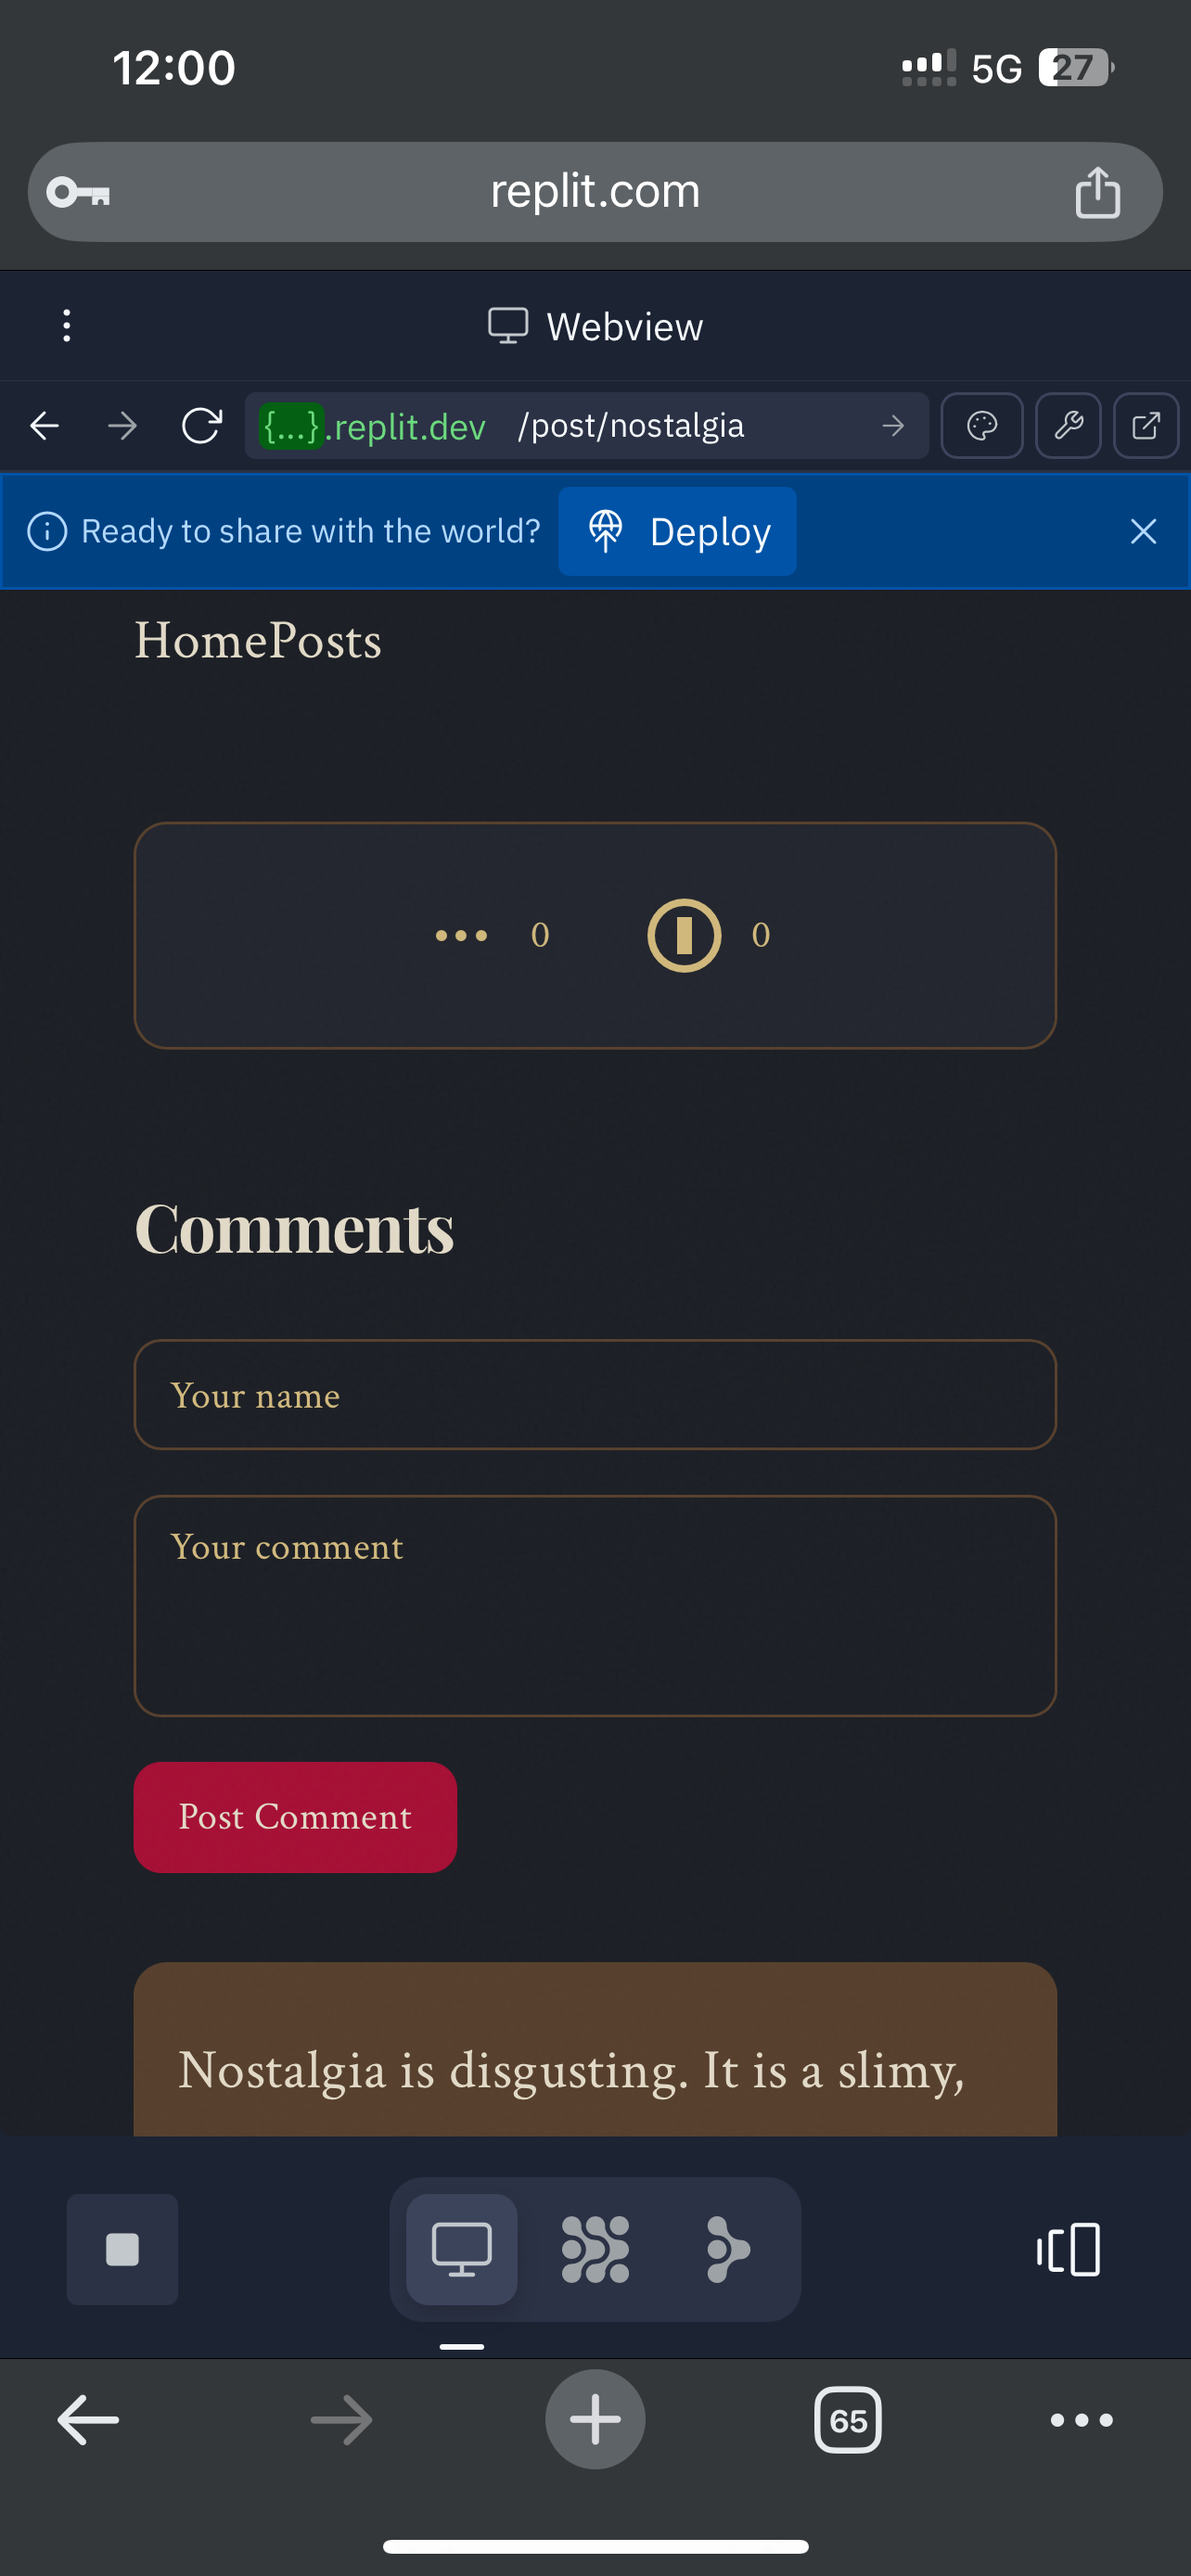 12:00 5G 27
replit.com
Webview
{...}.replit.dev /post/nostalgia
Ready to share with the world? Deploy
HomePosts
0 0
Comments
Your name
Your comment
Post Comment
Nostalgia is disgusting. It is a slimy,
65